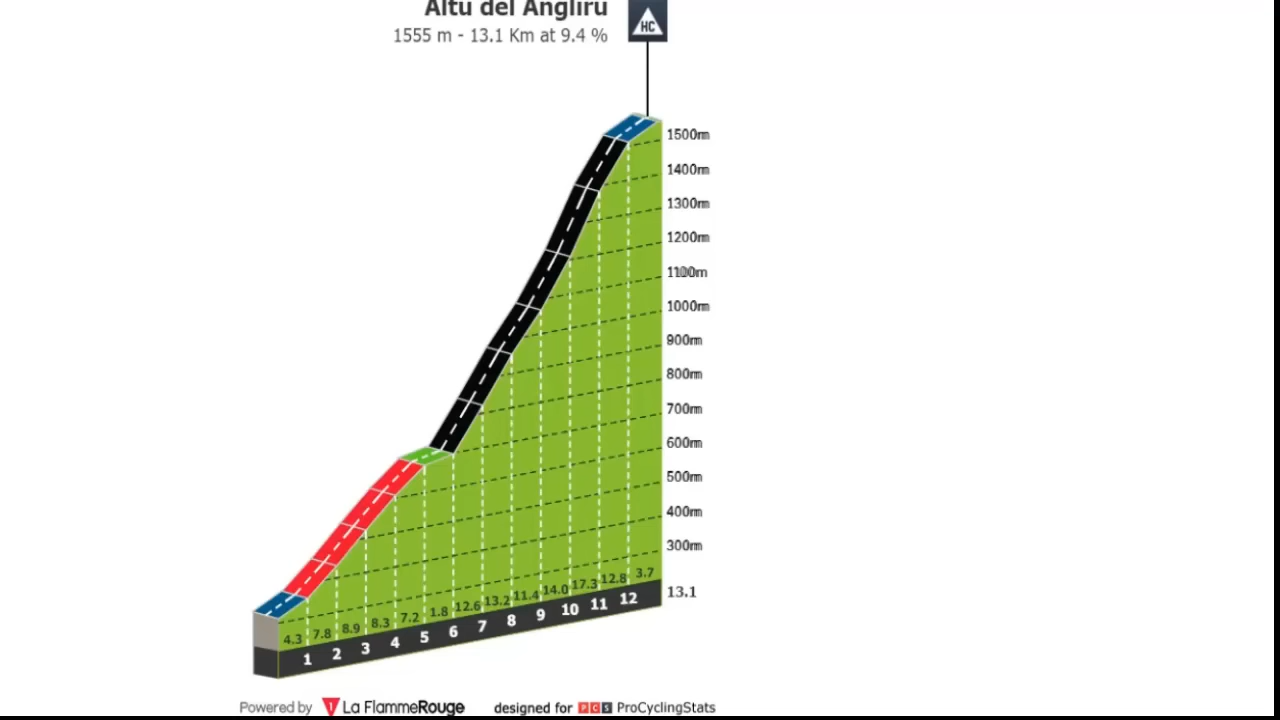 Altu del Angliru
1555 m - 13.1 Km at 9.4 %
HC
1500m
1400m
1300m
1200m
1100m
1000m
900m
800m
700m
600m
500m
400m
300m
4.3 7.8 8.9 8.3 7.2 1.8 12.6 13.2 11.4 14.0 17.3 12.8 3.7
1 2 3 4 5 6 7 8 9 10 11 12 13.1
Powered by La FlammeRouge designed for PCS ProCyclingStats